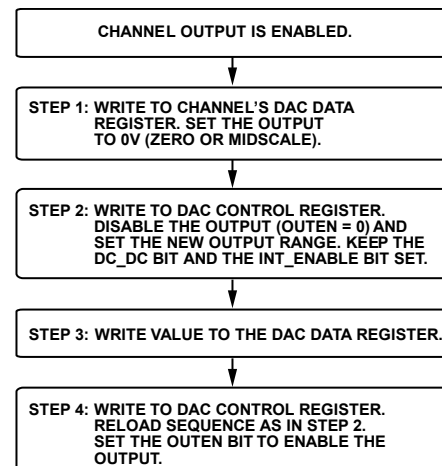 CHANNEL OUTPUT IS ENABLED.
STEP 1: WRITE TO CHANNEL'S DAC DATA
REGISTER. SET THE OUTPUT
TO 0V (ZERO OR MIDSCALE).
STEP 2: WRITE TO DAC CONTROL REGISTER.
DISABLE THE OUTPUT (OUTEN = 0) AND
SET THE NEW OUTPUT RANGE. KEEP THE
DC_DC BIT AND THE INT_ENABLE BIT SET.
STEP 3: WRITE VALUE TO THE DAC DATA REGISTER.
STEP 4: WRITE TO DAC CONTROL REGISTER.
RELOAD SEQUENCE AS IN STEP 2.
SET THE OUTEN BIT TO ENABLE THE
OUTPUT.